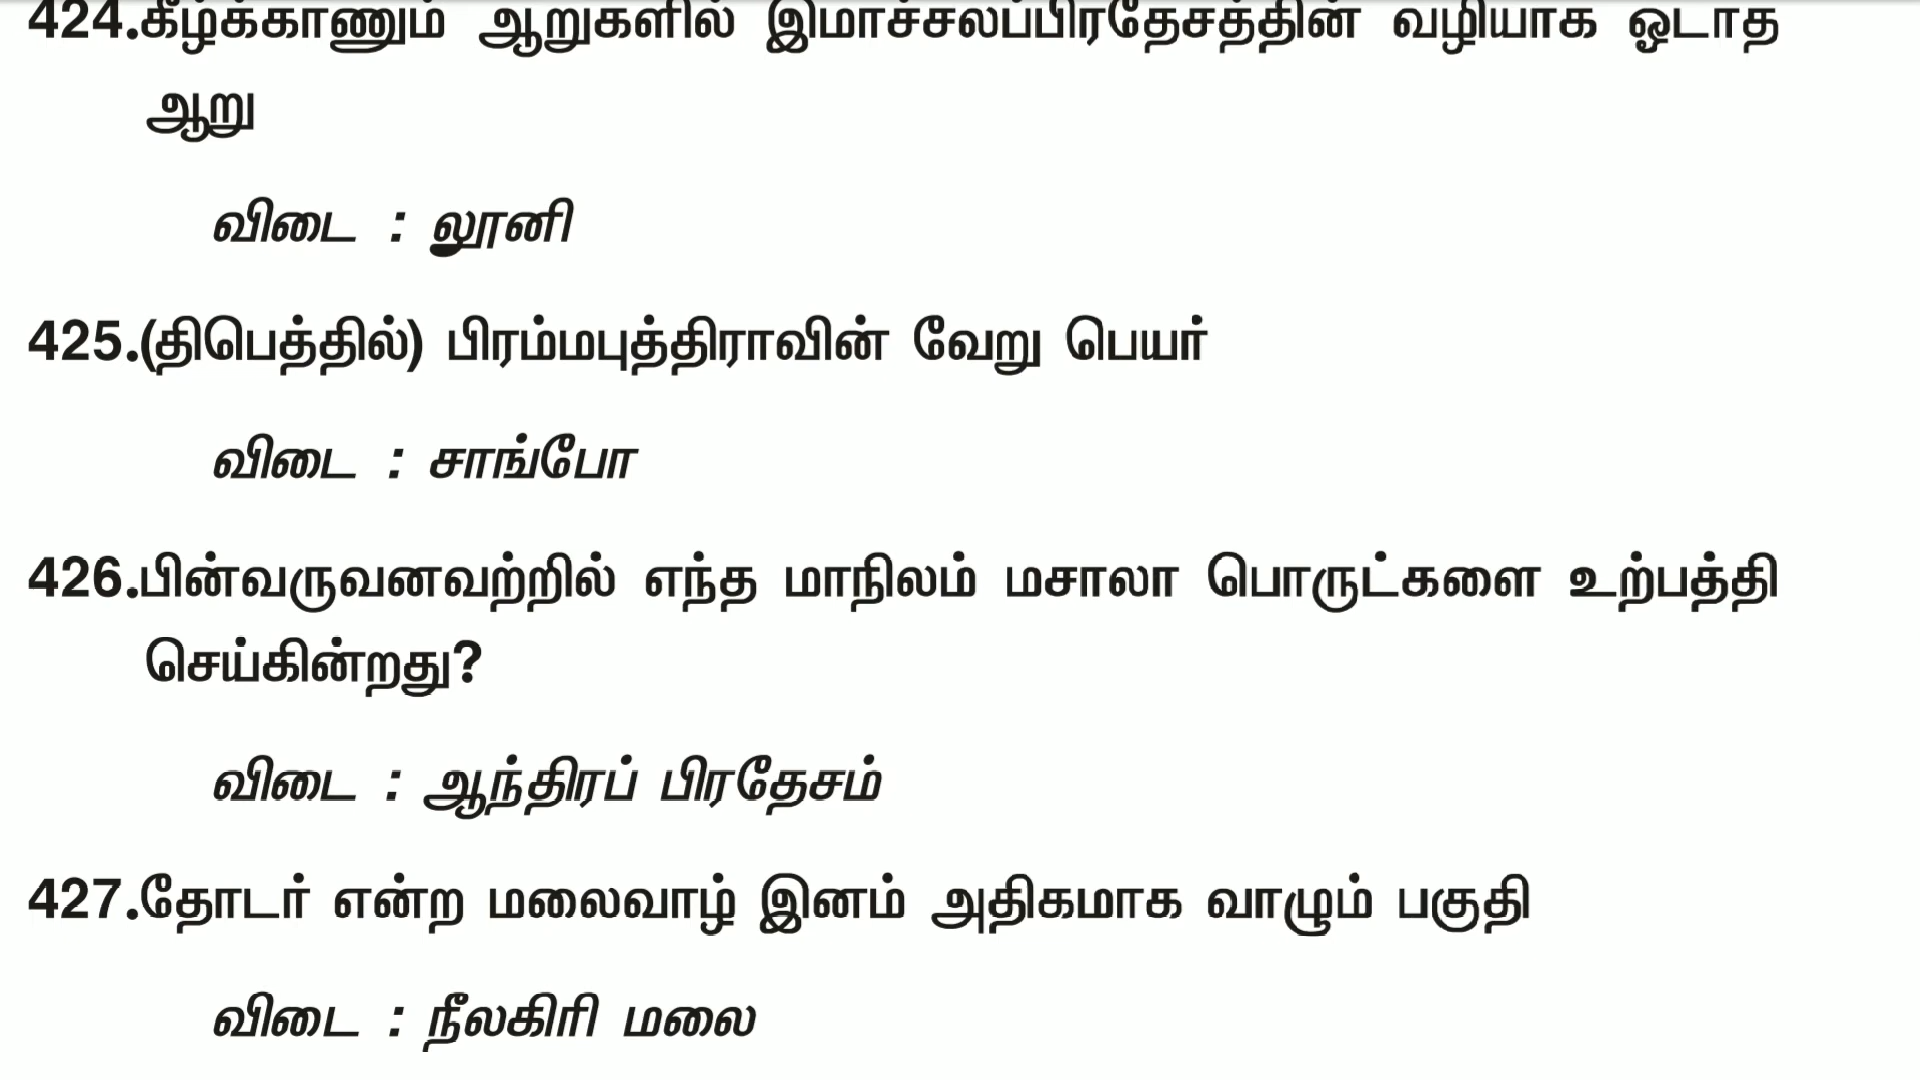 424.கீழ்க்காணும் ஆறுகளில் இமாச்சலப்பிரதேசத்தின் வழியாக ஓடாத
ஆறு
விடை : லூனி
425.(திபெத்தில்) பிரம்மபுத்திராவின் வேறு பெயர்
விடை : சாங்போ
426.பின்வருவனவற்றில் எந்த மாநிலம் மசாலா பொருட்களை உற்பத்தி
செய்கின்றது?
விடை : ஆந்திரப் பிரதேசம்
427.தோடர் என்ற மலைவாழ் இனம் அதிகமாக வாழும் பகுதி
விடை : நீலகிரி மலை